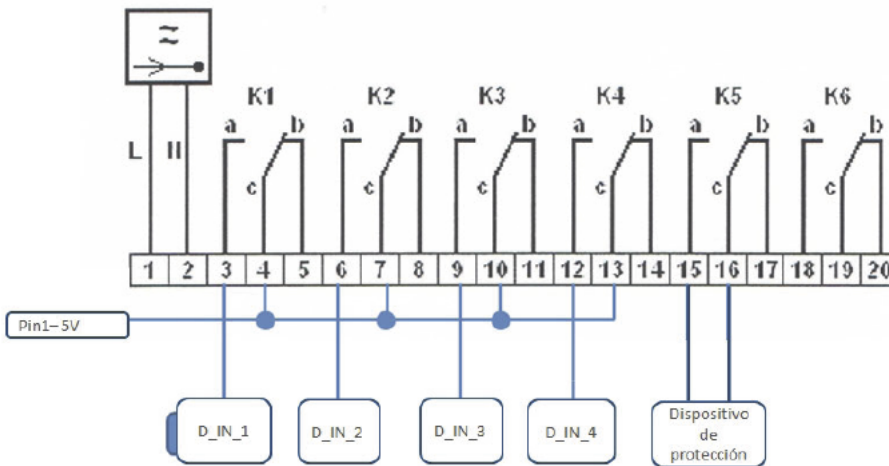 ≂
K1 K2 K3 K4 K5 K6
a b a b a b a b a b a b
L II
c c c c c c
1 2 3 4 5 6 7 8 9 10 11 12 13 14 15 16 17 18 19 20
Pin1–5V
D_IN_1 D_IN_2 D_IN_3 D_IN_4
Dispositivo
de
protección